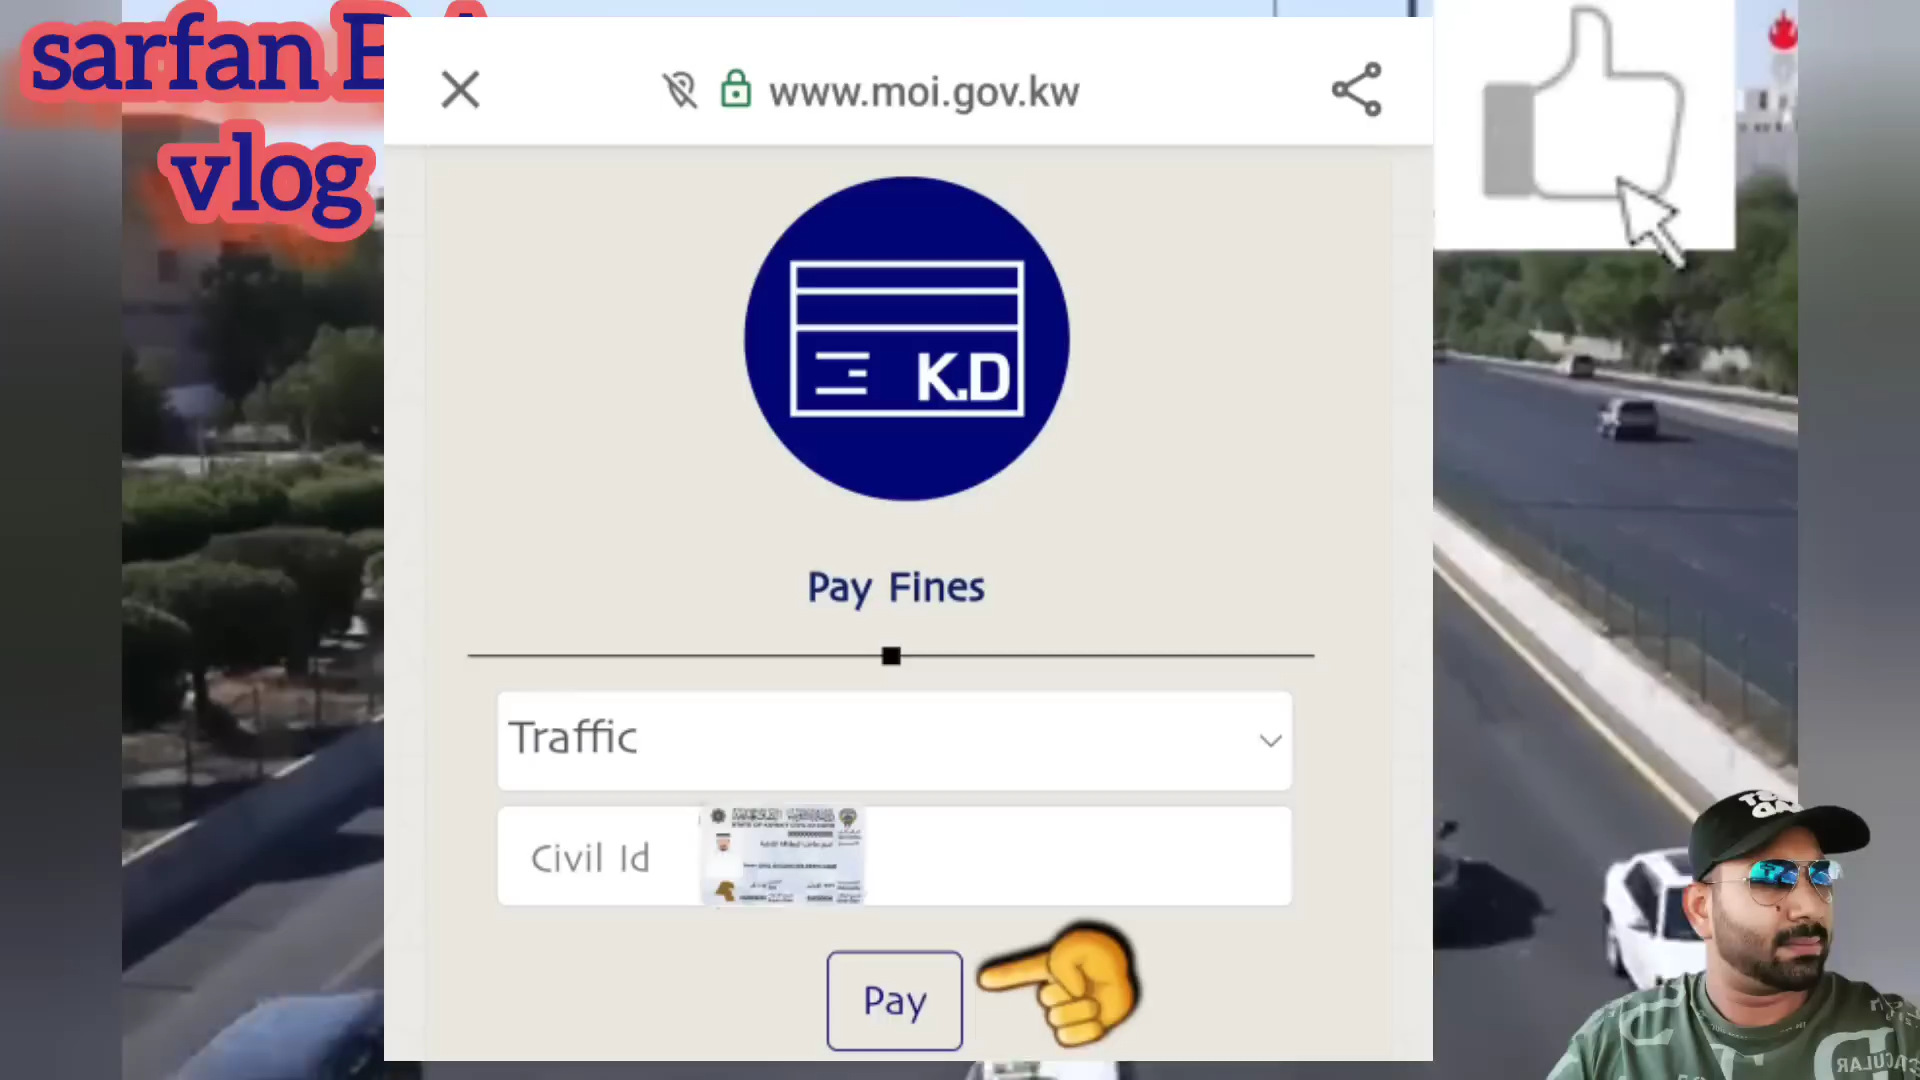 sarfan
vlog
www.moi.gov.kw
K.D
Pay Fines
Traffic
Civil Id
Pay